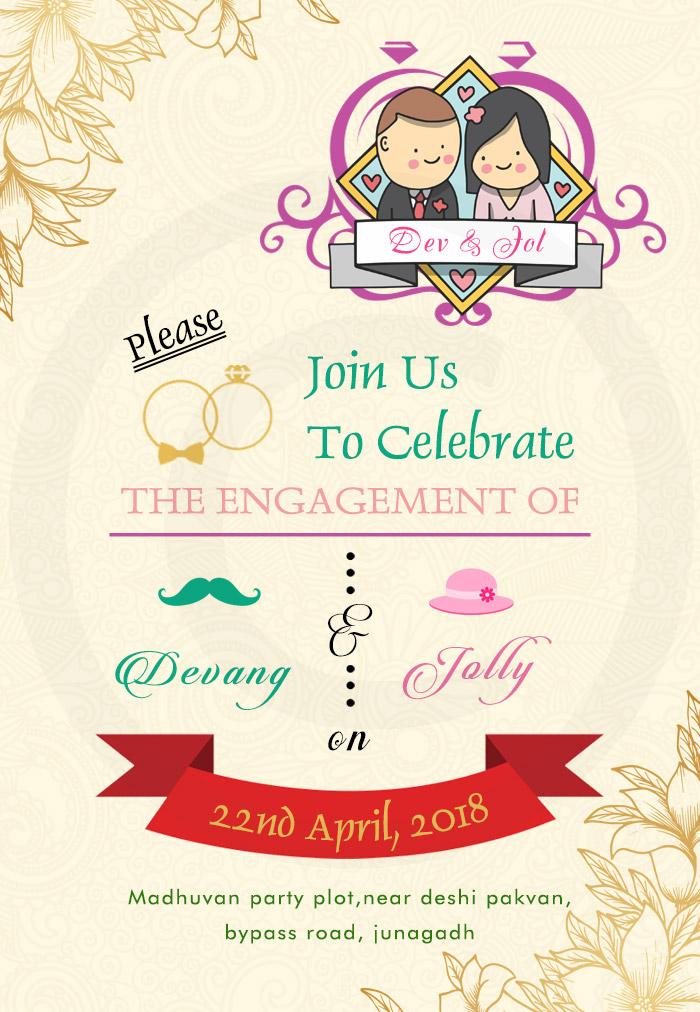 Dev & Jol
Please
Join Us
To Celebrate
THE ENGAGEMENT OF
Devang
&
Jolly
on
22nd April, 2018
Madhuvan party plot,near deshi pakvan,
bypass road, junagadh